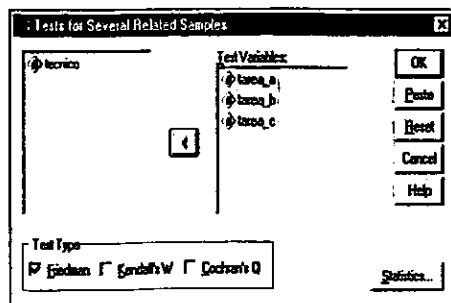 Tests for Several Related Samples
tecnico
Test Variables:
tarea_a
tarea_b
tarea_c
OK
Paste
Reset
Cancel
Help
Test Type
Friedman Kendall's W Cochran's Q
Statistics...